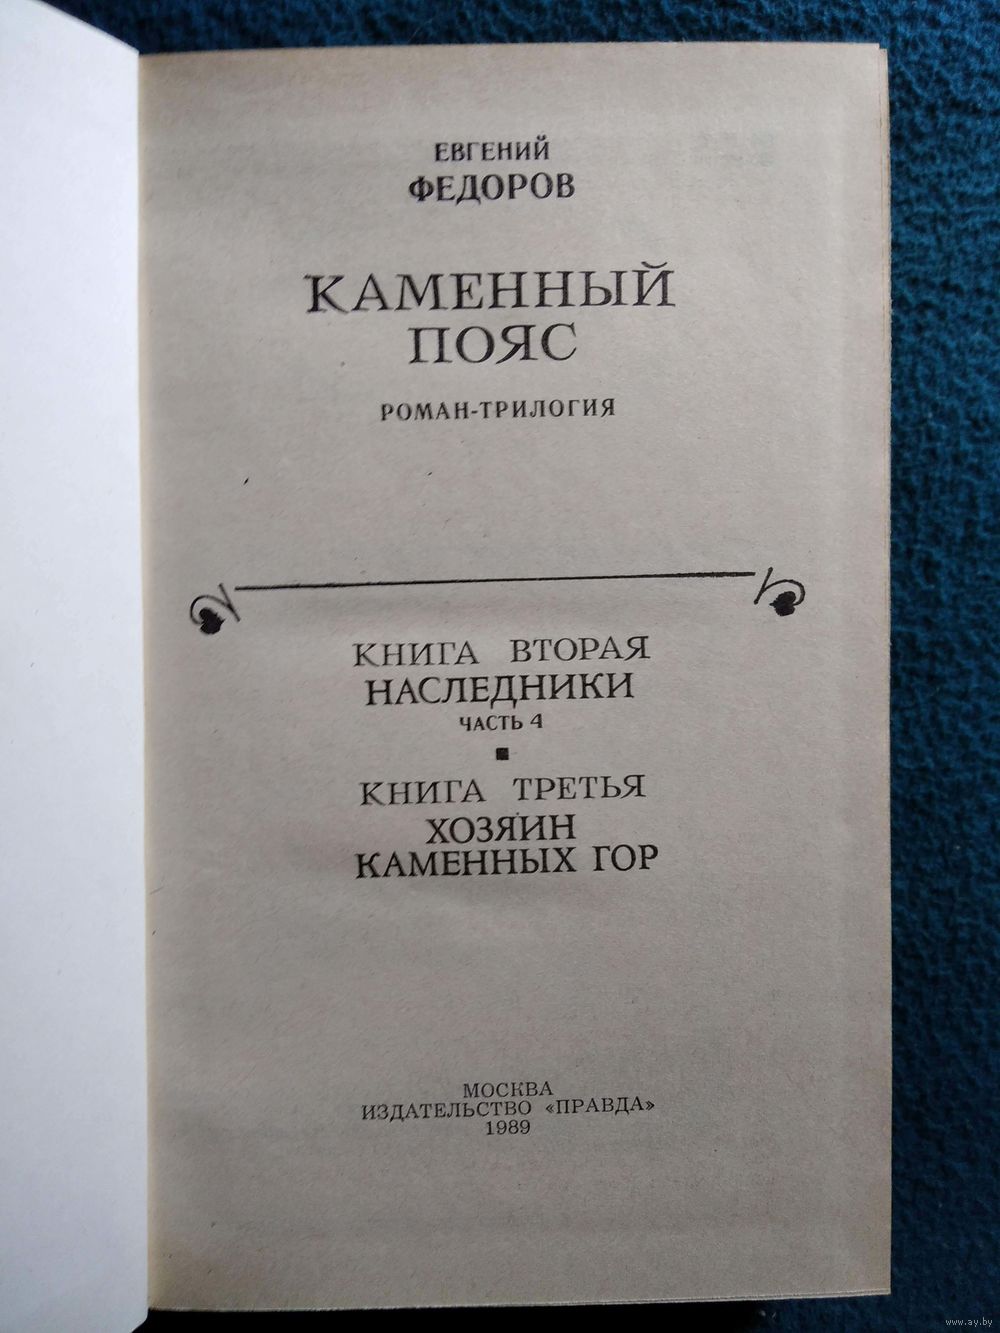 ЕВГЕНИЙ
ФЕДОРОВ
КАМЕННЫЙ
ПОЯС
РОМАН-ТРИЛОГИЯ
КНИГА ВТОРАЯ
НАСЛЕДНИКИ
ЧАСТЬ 4
КНИГА ТРЕТЬЯ
ХОЗЯИН
КАМЕННЫХ ГОР
МОСКВА
ИЗДАТЕЛЬСТВО «ПРАВДА»
1989
www.ay.by